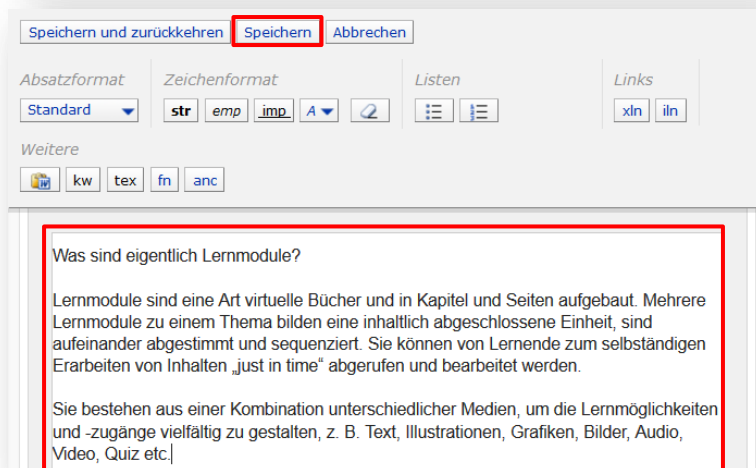 Speichern und zurückkehren Speichern Abbrechen
Absatzformat Zeichenformat Listen Links
Standard str emp imp A xln iln
Weitere
kw tex fn anc
Was sind eigentlich Lernmodule?
Lernmodule sind eine Art virtuelle Bücher und in Kapitel und Seiten aufgebaut. Mehrere
Lernmodule zu einem Thema bilden eine inhaltlich abgeschlossene Einheit, sind
aufeinander abgestimmt und sequenziert. Sie können von Lernende zum selbständigen
Erarbeiten von Inhalten „just in time“ abgerufen und bearbeitet werden.
Sie bestehen aus einer Kombination unterschiedlicher Medien, um die Lernmöglichkeiten
und -zugänge vielfältig zu gestalten, z. B. Text, Illustrationen, Grafiken, Bilder, Audio,
Video, Quiz etc.